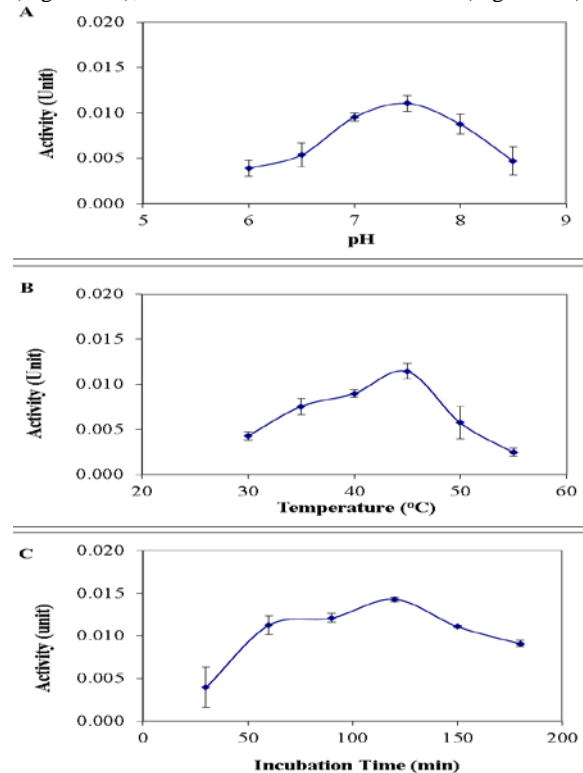 A
Activity (Unit)
0.020
0.015
0.010
0.005
0.000
5 6 7 8 9
pH
B
Activity (Unit)
0.020
0.015
0.010
0.005
0.000
20 30 40 50 60
Temperature (°C)
C
Activity (unit)
0.020
0.015
0.010
0.005
0.000
0 50 100 150 200
Incubation Time (min)